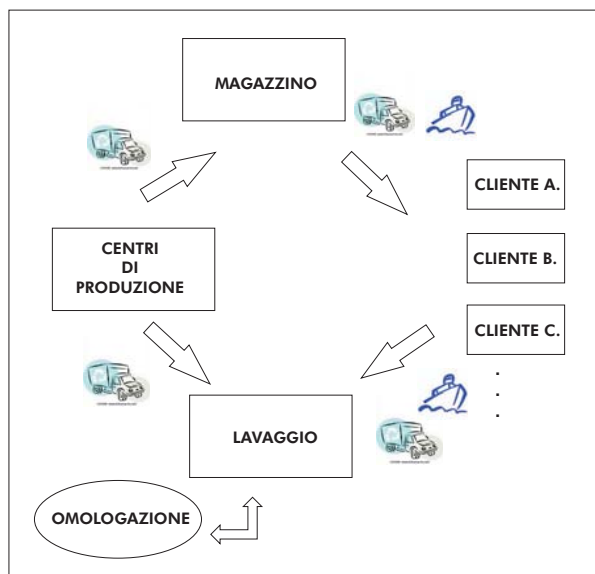 MAGAZZINO
CLIENTE A.
CENTRI
DI
PRODUZIONE
CLIENTE B.
CLIENTE C.
.
.
.
LAVAGGIO
OMOLOGAZIONE